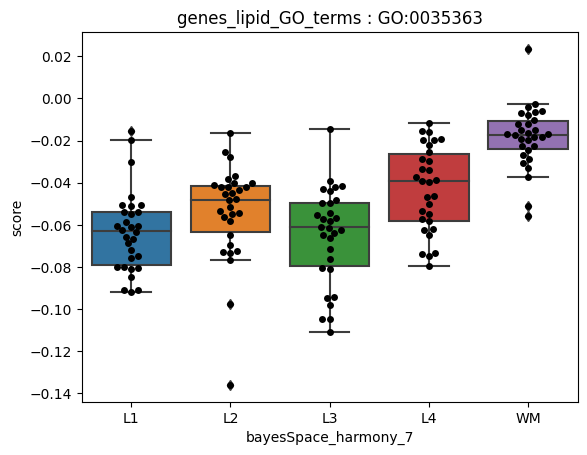 genes_lipid_GO_terms : GO:0035363
0.02
0.00
−0.02
−0.04
−0.06
−0.08
−0.10
−0.12
−0.14
score
L1 L2 L3 L4 WM
bayesSpace_harmony_7